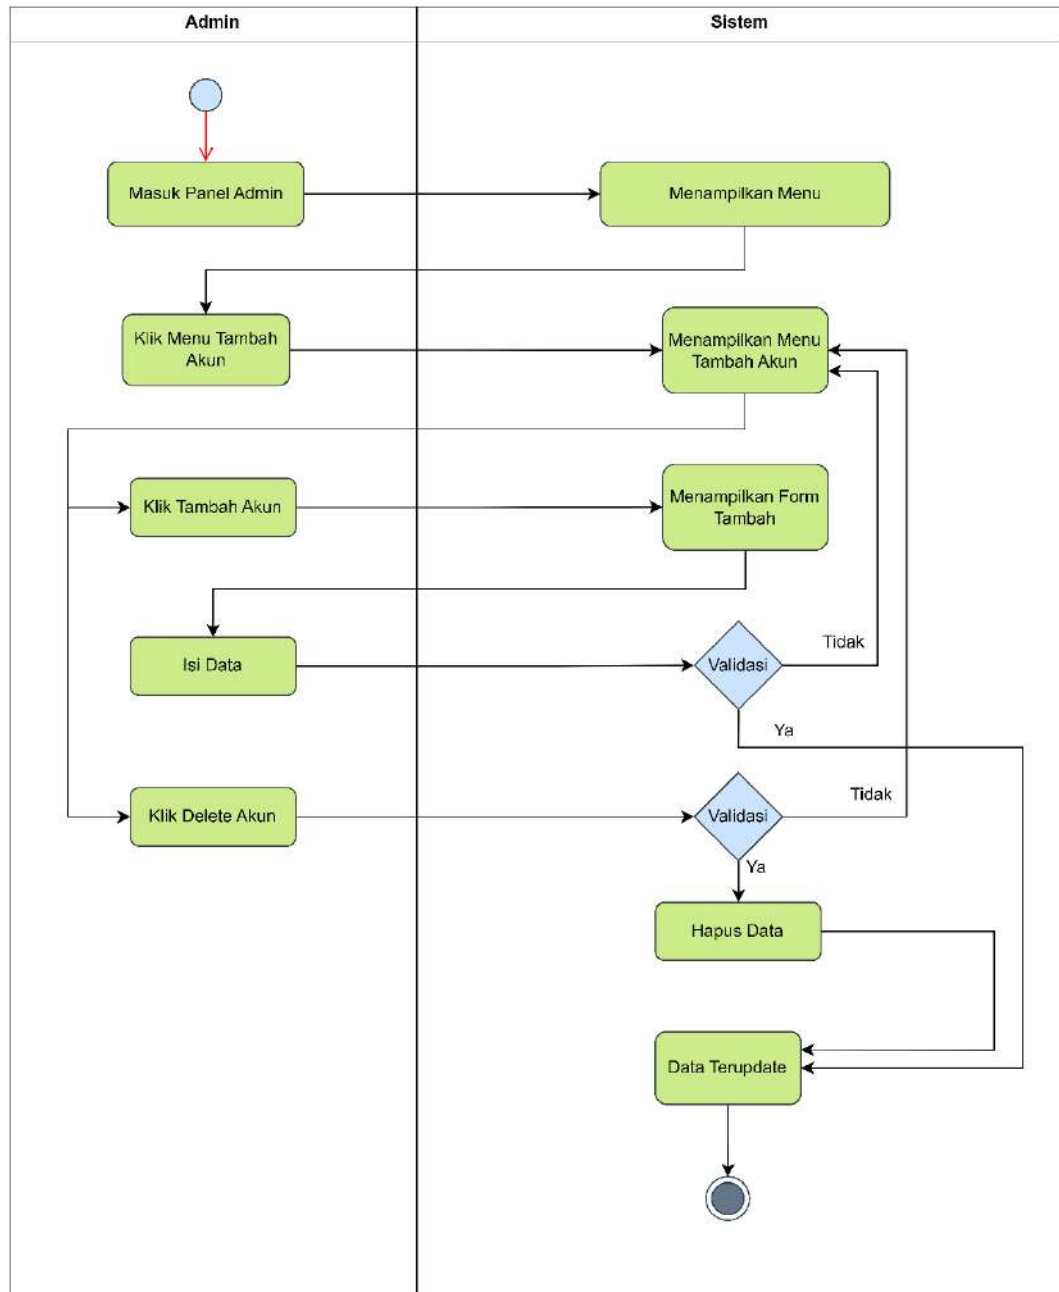 Admin
Sistem
Masuk Panel Admin
Menampilkan Menu
Klik Menu Tambah
Akun
Menampilkan Menu
Tambah Akun
Klik Tambah Akun
Menampilkan Form
Tambah
Isi Data
Validasi
Tidak
Ya
Klik Delete Akun
Validasi
Tidak
Ya
Hapus Data
Data Terupdate